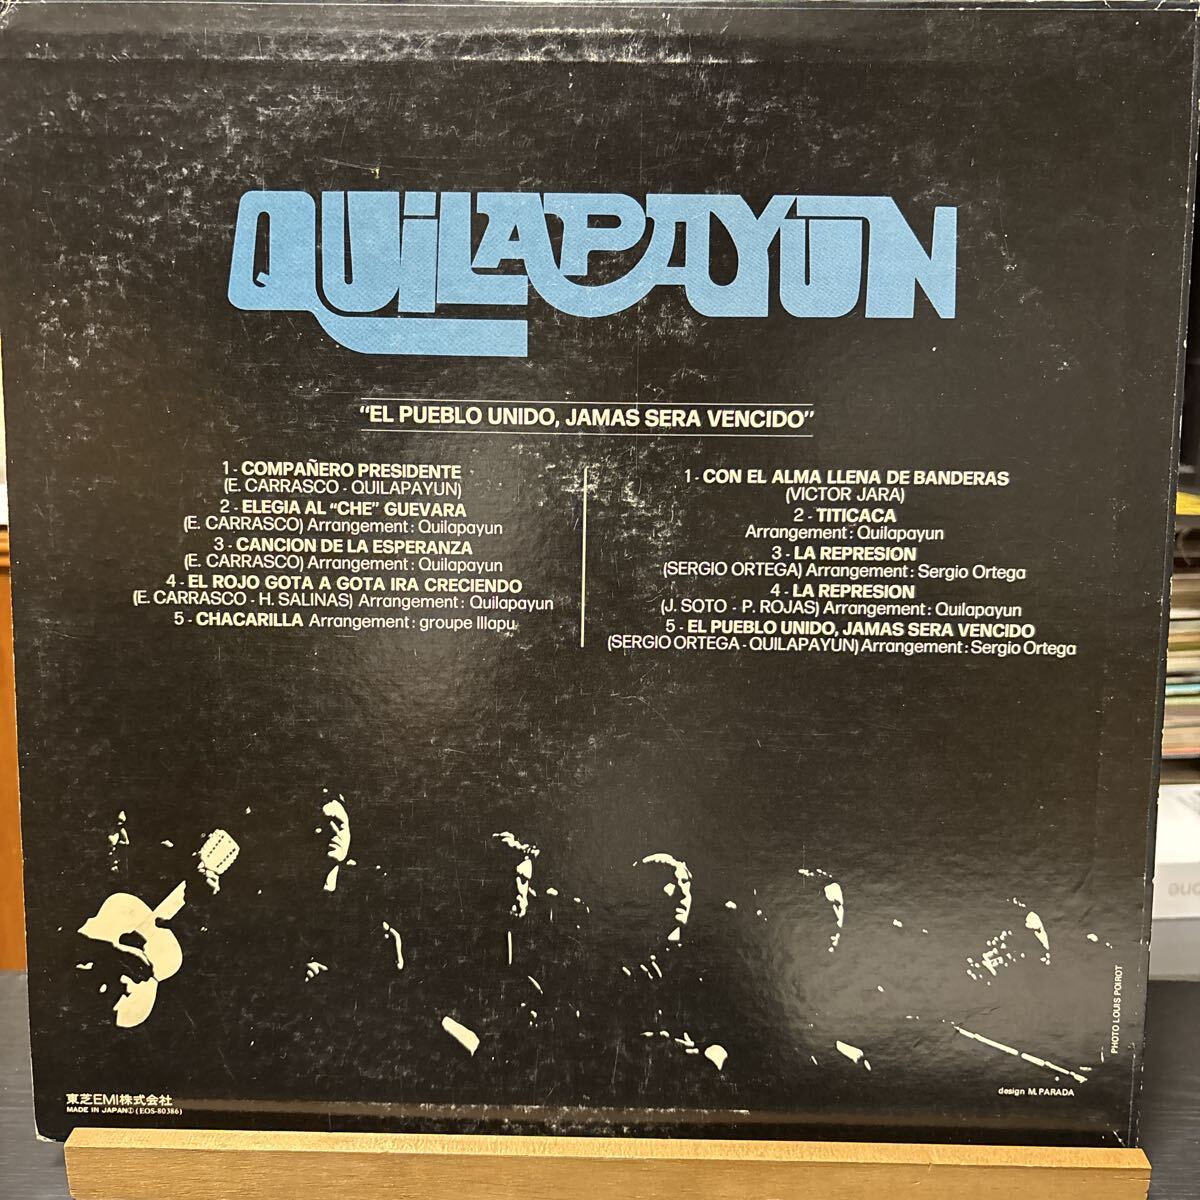 QUILAPAYUN
"EL PUEBLO UNIDO, JAMAS SERA VENCIDO"
1 - COMPAÑERO PRESIDENTE
(E. CARRASCO - QUILAPAYUN)
2 - ELEGIA AL "CHE" GUEVARA
(E. CARRASCO) Arrangement : Quilapayun
3 - CANCION DE LA ESPERANZA
(E. CARRASCO) Arrangement : Quilapayun
4 - EL ROJO GOTA A GOTA IRA CRECIENDO
(E. CARRASCO - H. SALINAS) Arrangement : Quilapayun
5 - CHACARILLA Arrangement : groupe Illapu
1 - CON EL ALMA LLENA DE BANDERAS
(VICTOR JARA)
2 - TITICACA
Arrangement : Quilapayun
3 - LA REPRESION
(SERGIO ORTEGA) Arrangement : Sergio Ortega
4 - LA REPRESION
(J. SOTO - P. ROJAS) Arrangement : Quilapayun
5 - EL PUEBLO UNIDO, JAMAS SERA VENCIDO
(SERGIO ORTEGA - QUILAPAYUN) Arrangement : Sergio Ortega
PHOTO LOUIS POIROT
design M. PARADA
東芝EMI株式会社
MADE IN JAPAN Ⓛ (EOS-80386)